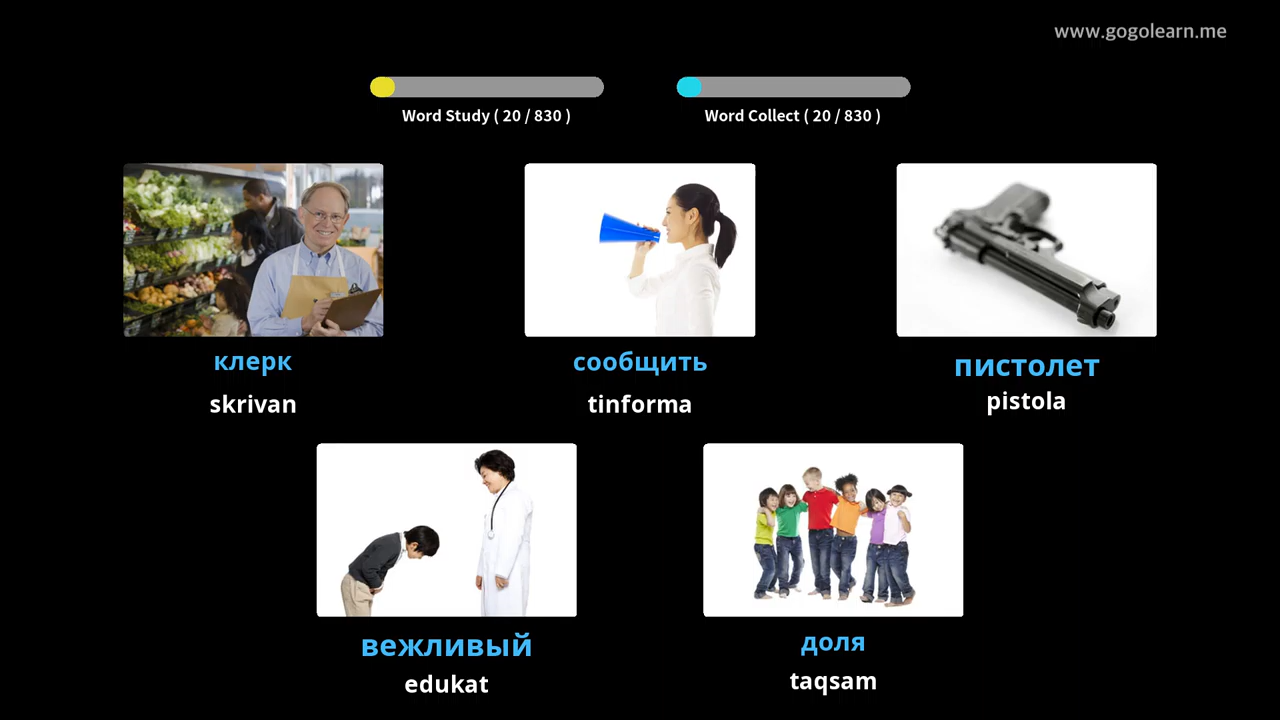 www.gogolearn.me
Word Study ( 20 / 830 )
Word Collect ( 20 / 830 )
клерк
skrivan
сообщить
tinforma
пистолет
pistola
вежливый
edukat
доля
taqsam